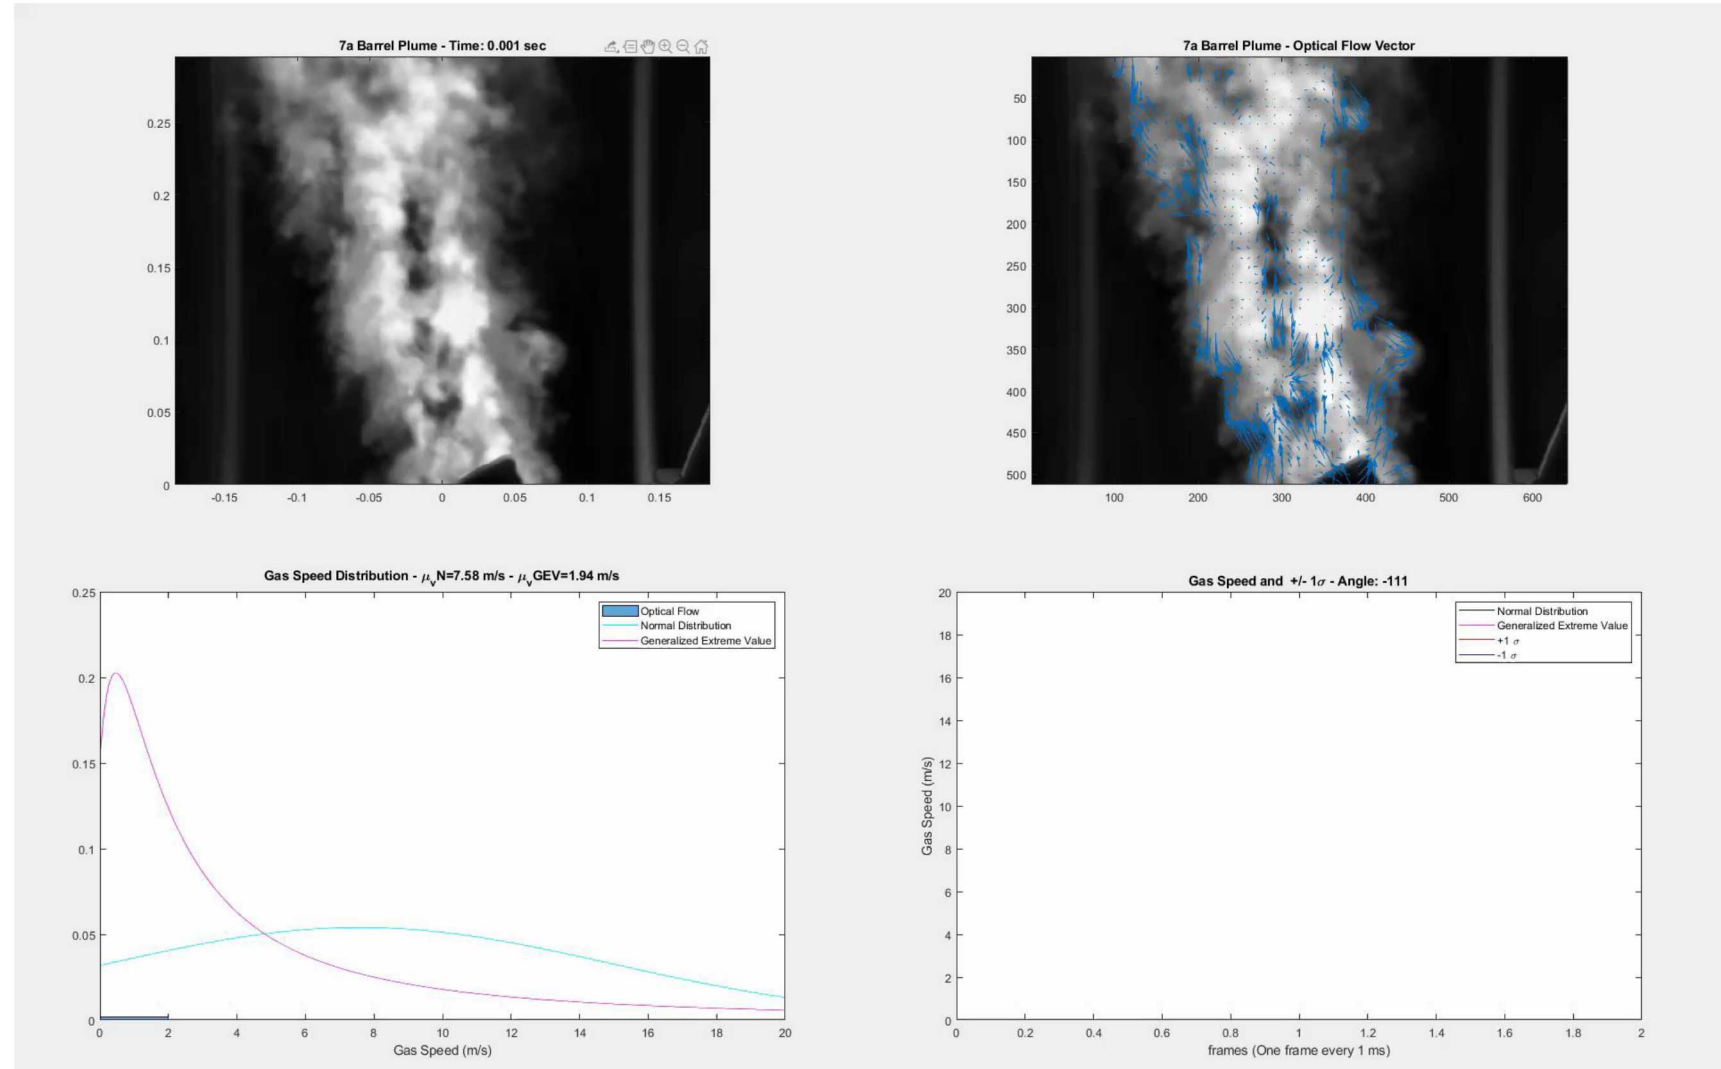 7a Barrel Plume - Time: 0.001 sec
0.25
0.2
0.15
0.1
0.05
0
-0.15 -0.1 -0.05 0 0.05 0.1 0.15
7a Barrel Plume - Optical Flow Vector
50
100
150
200
250
300
350
400
450
500
100 200 300 400 500 600
Gas Speed Distribution - μvN=7.58 m/s - μvGEV=1.94 m/s
0.25
0.2
0.15
0.1
0.05
0
Optical Flow
Normal Distribution
Generalized Extreme Value
0 2 4 6 8 10 12 14 16 18 20
Gas Speed (m/s)
Gas Speed and +/- 1σ - Angle: -111
Gas Speed (m/s)
20
18
16
14
12
10
8
6
4
2
0
Normal Distribution
Generalized Extreme Value
+1 σ
-1 σ
0 0.2 0.4 0.6 0.8 1 1.2 1.4 1.6 1.8 2
frames (One frame every 1 ms)